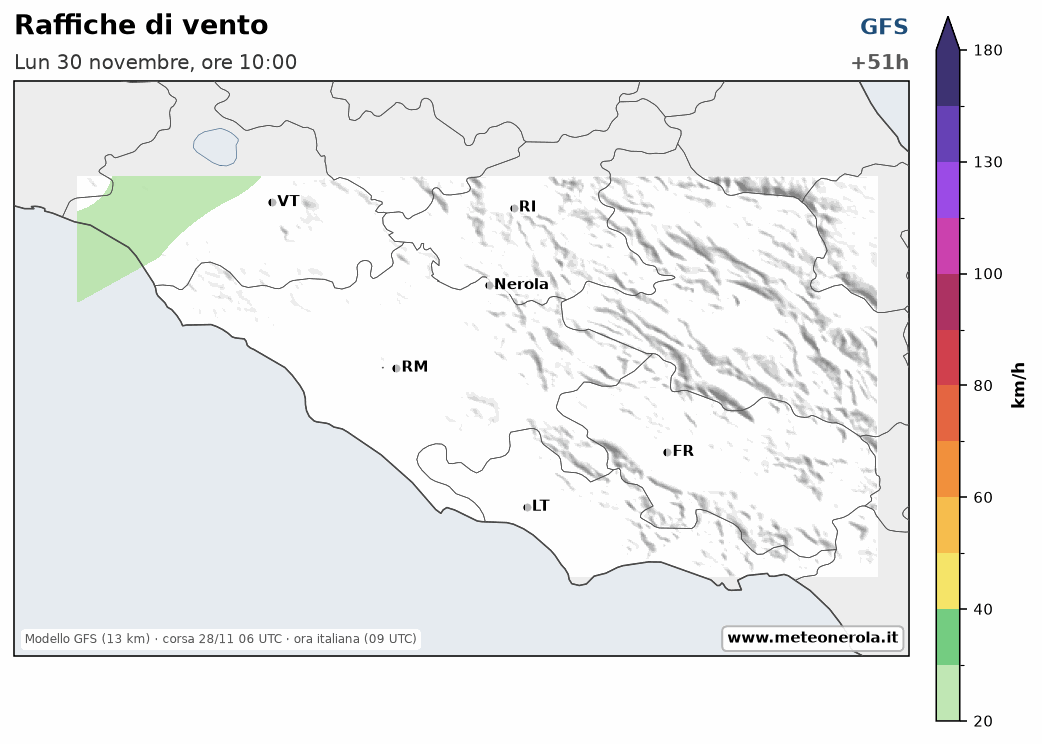 Raffiche di vento
GFS
Lun 30 novembre, ore 10:00
+51h
VT
RI
Nerola
RM
FR
LT
Modello GFS (13 km) · corsa 28/11 06 UTC · ora italiana (09 UTC)
www.meteonerola.it
180
130
100
80
60
40
20
km/h